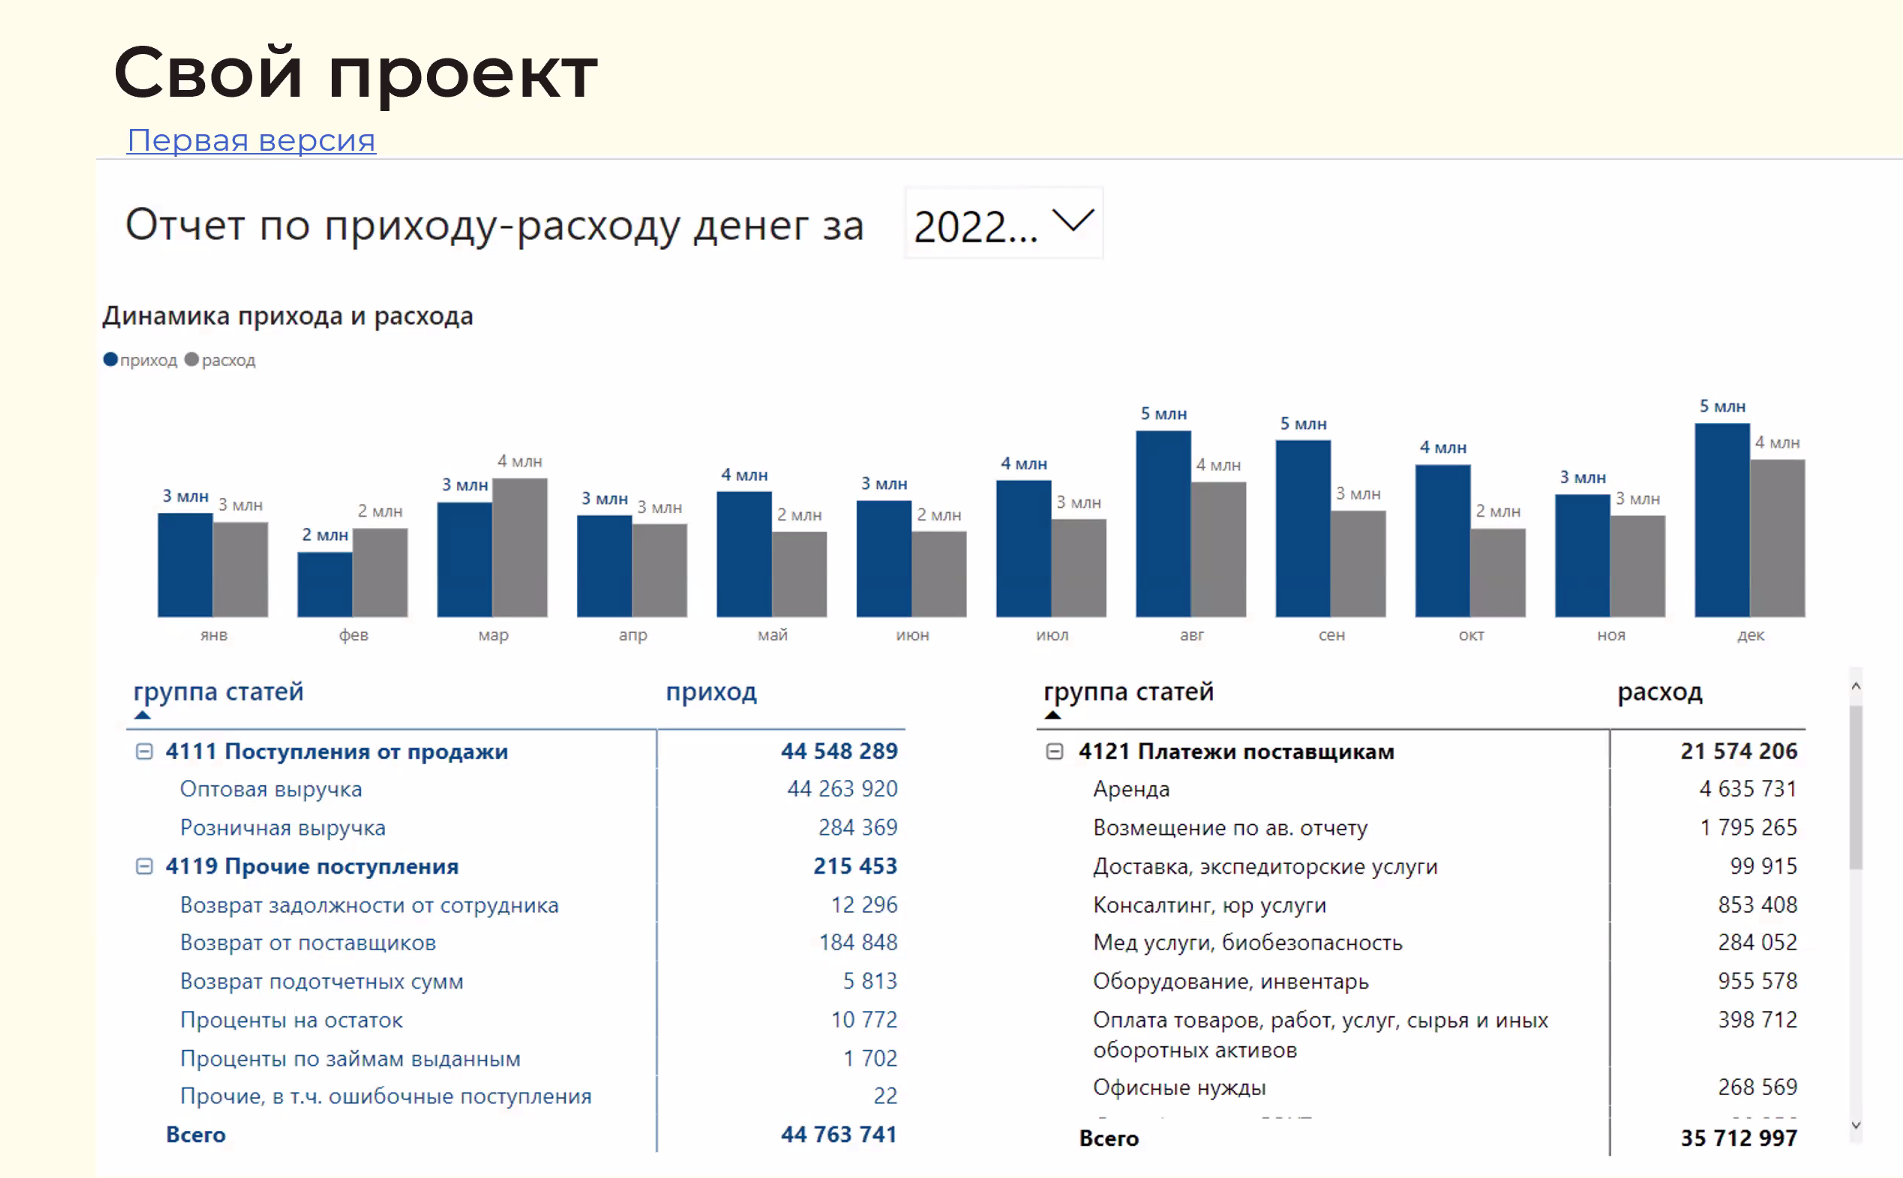 Свой проект
Первая версия
Отчет по приходу-расходу денег за 2022...
Динамика прихода и расхода
приход расход
3 млн 3 млн 2 млн 2 млн 3 млн 4 млн 3 млн 3 млн 4 млн 2 млн 3 млн 2 млн 4 млн 3 млн 5 млн 4 млн 5 млн 3 млн 4 млн 2 млн 3 млн 3 млн 5 млн 4 млн
янв фев мар апр май июн июл авг сен окт ноя дек
группа статей приход
4111 Поступления от продажи 44 548 289
Оптовая выручка 44 263 920
Розничная выручка 284 369
4119 Прочие поступления 215 453
Возврат задолжности от сотрудника 12 296
Возврат от поставщиков 184 848
Возврат подотчетных сумм 5 813
Проценты на остаток 10 772
Проценты по займам выданным 1 702
Прочие, в т.ч. ошибочные поступления 22
Всего 44 763 741
группа статей расход
4121 Платежи поставщикам 21 574 206
Аренда 4 635 731
Возмещение по ав. отчету 1 795 265
Доставка, экспедиторские услуги 99 915
Консалтинг, юр услуги 853 408
Мед услуги, биобезопасность 284 052
Оборудование, инвентарь 955 578
Оплата товаров, работ, услуг, сырья и иных 398 712
оборотных активов
Офисные нужды 268 569
Всего 35 712 997